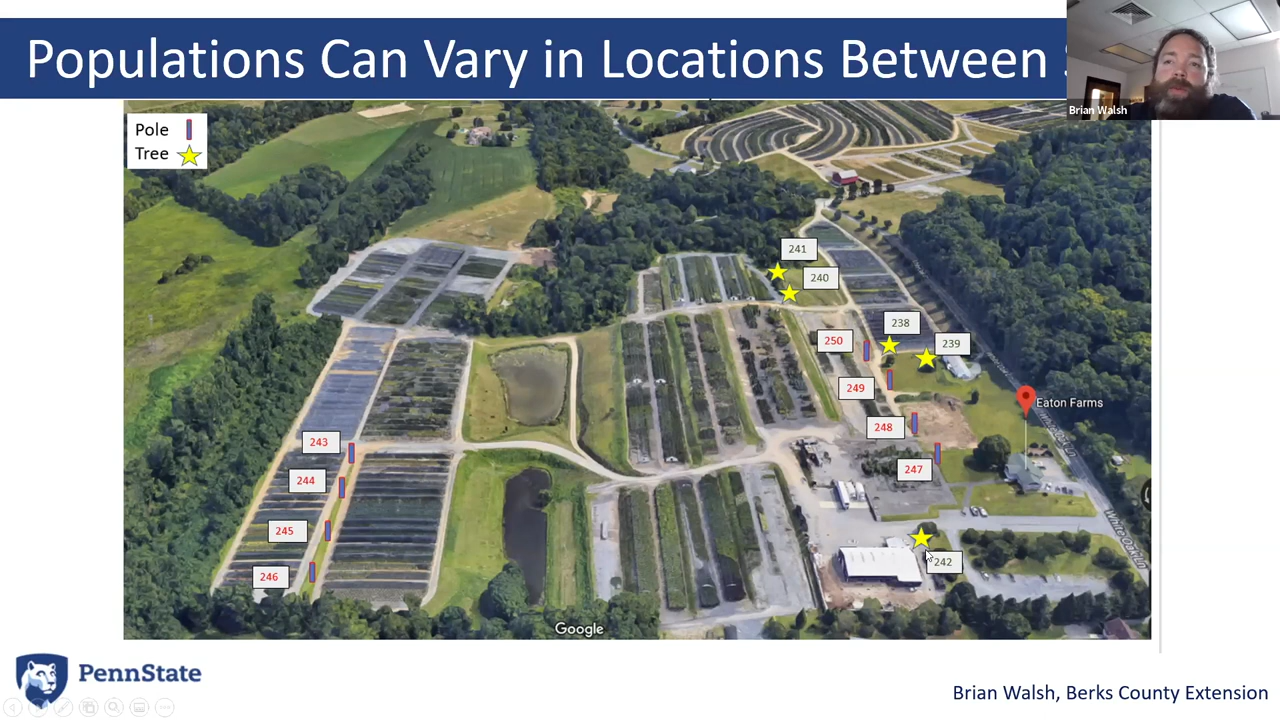 Populations Can Vary in Locations Between
Brian Walsh
Pole
Tree
241
240
238
250
239
249
Eaton Farms
248
243
247
244
245
242
246
Google
PennState
Brian Walsh, Berks County Extension